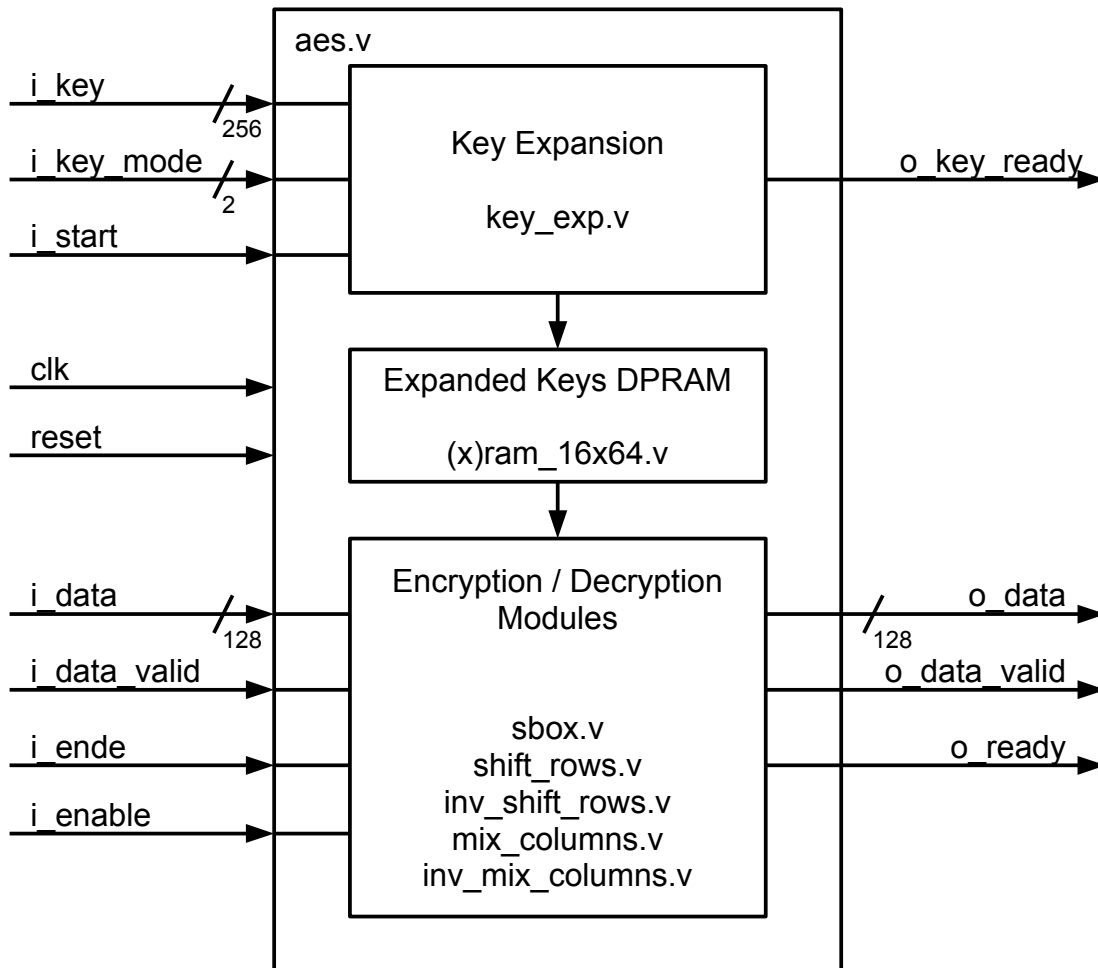 aes.v
i_key
256
i_key_mode
2
i_start
Key Expansion
key_exp.v
o_key_ready
clk
reset
Expanded Keys DPRAM
(x)ram_16x64.v
i_data
128
i_data_valid
i_ende
i_enable
Encryption / Decryption
Modules
sbox.v
shift_rows.v
inv_shift_rows.v
mix_columns.v
inv_mix_columns.v
o_data
128
o_data_valid
o_ready